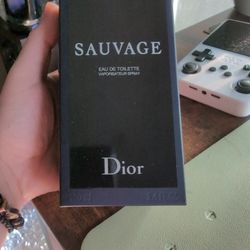 SAUVAGE
EAU DE TOILETTE
VAPORISATEUR SPRAY
Dior